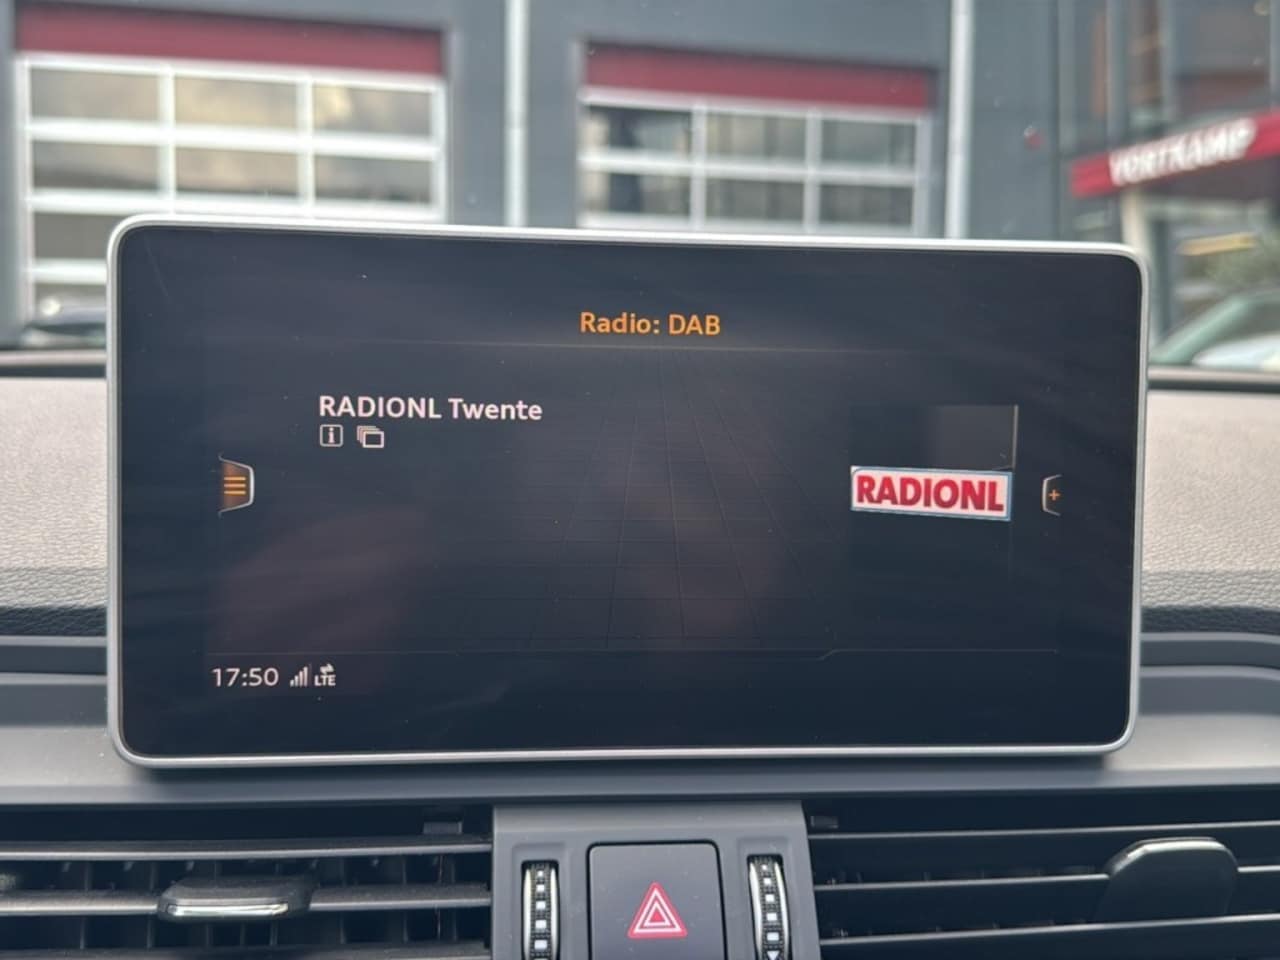 VORTKAMP
Radio: DAB
RADIONL Twente
RADIONL
17:50 LTE